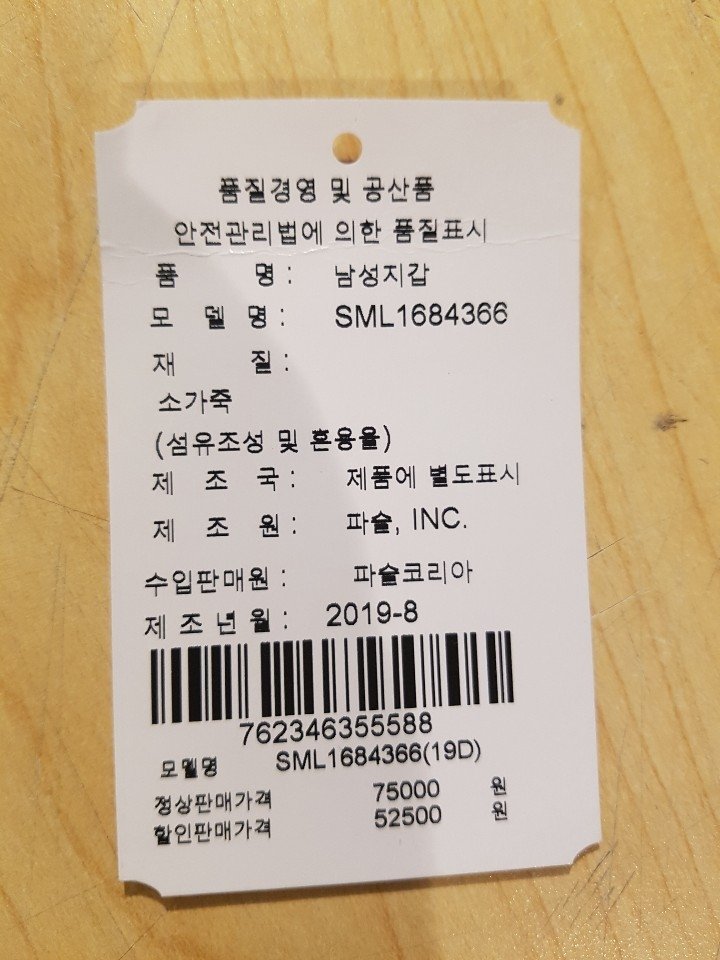 품질경영 및 공산품
안전관리법에 의한 품질표시
품 명 : 남성지갑
모 델 명 : SML1684366
재 질 :
소가죽
(섬유조성 및 혼용율)
제 조 국 : 제품에 별도표시
제 조 원 : 파슬, INC.
수입판매원 : 파슬코리아
제 조 년 월 : 2019-8
762346355588
모델명 SML1684366(19D)
정상판매가격 75000 원
할인판매가격 52500 원